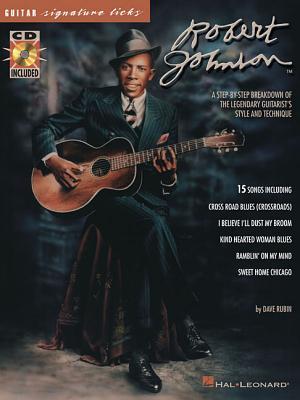 GUITAR signature licks
CD
INCLUDED
Robert
Johnson™
A STEP-BY-STEP BREAKDOWN OF
THE LEGENDARY GUITARIST'S
STYLE AND TECHNIQUE
15 SONGS INCLUDING
CROSS ROAD BLUES (CROSSROADS)
I BELIEVE I'LL DUST MY BROOM
KIND HEARTED WOMAN BLUES
RAMBLIN' ON MY MIND
SWEET HOME CHICAGO
by DAVE RUBIN
HAL•LEONARD®